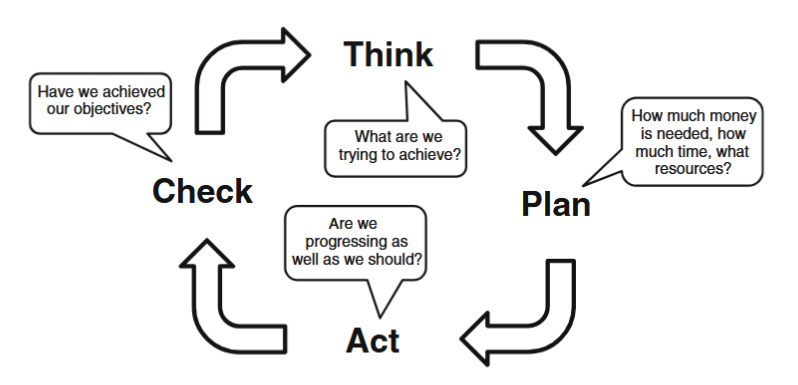 Think
What are we
trying to achieve?
Plan
How much money
is needed, how
much time, what
resources?
Act
Are we
progressing as
well as we should?
Check
Have we achieved
our objectives?